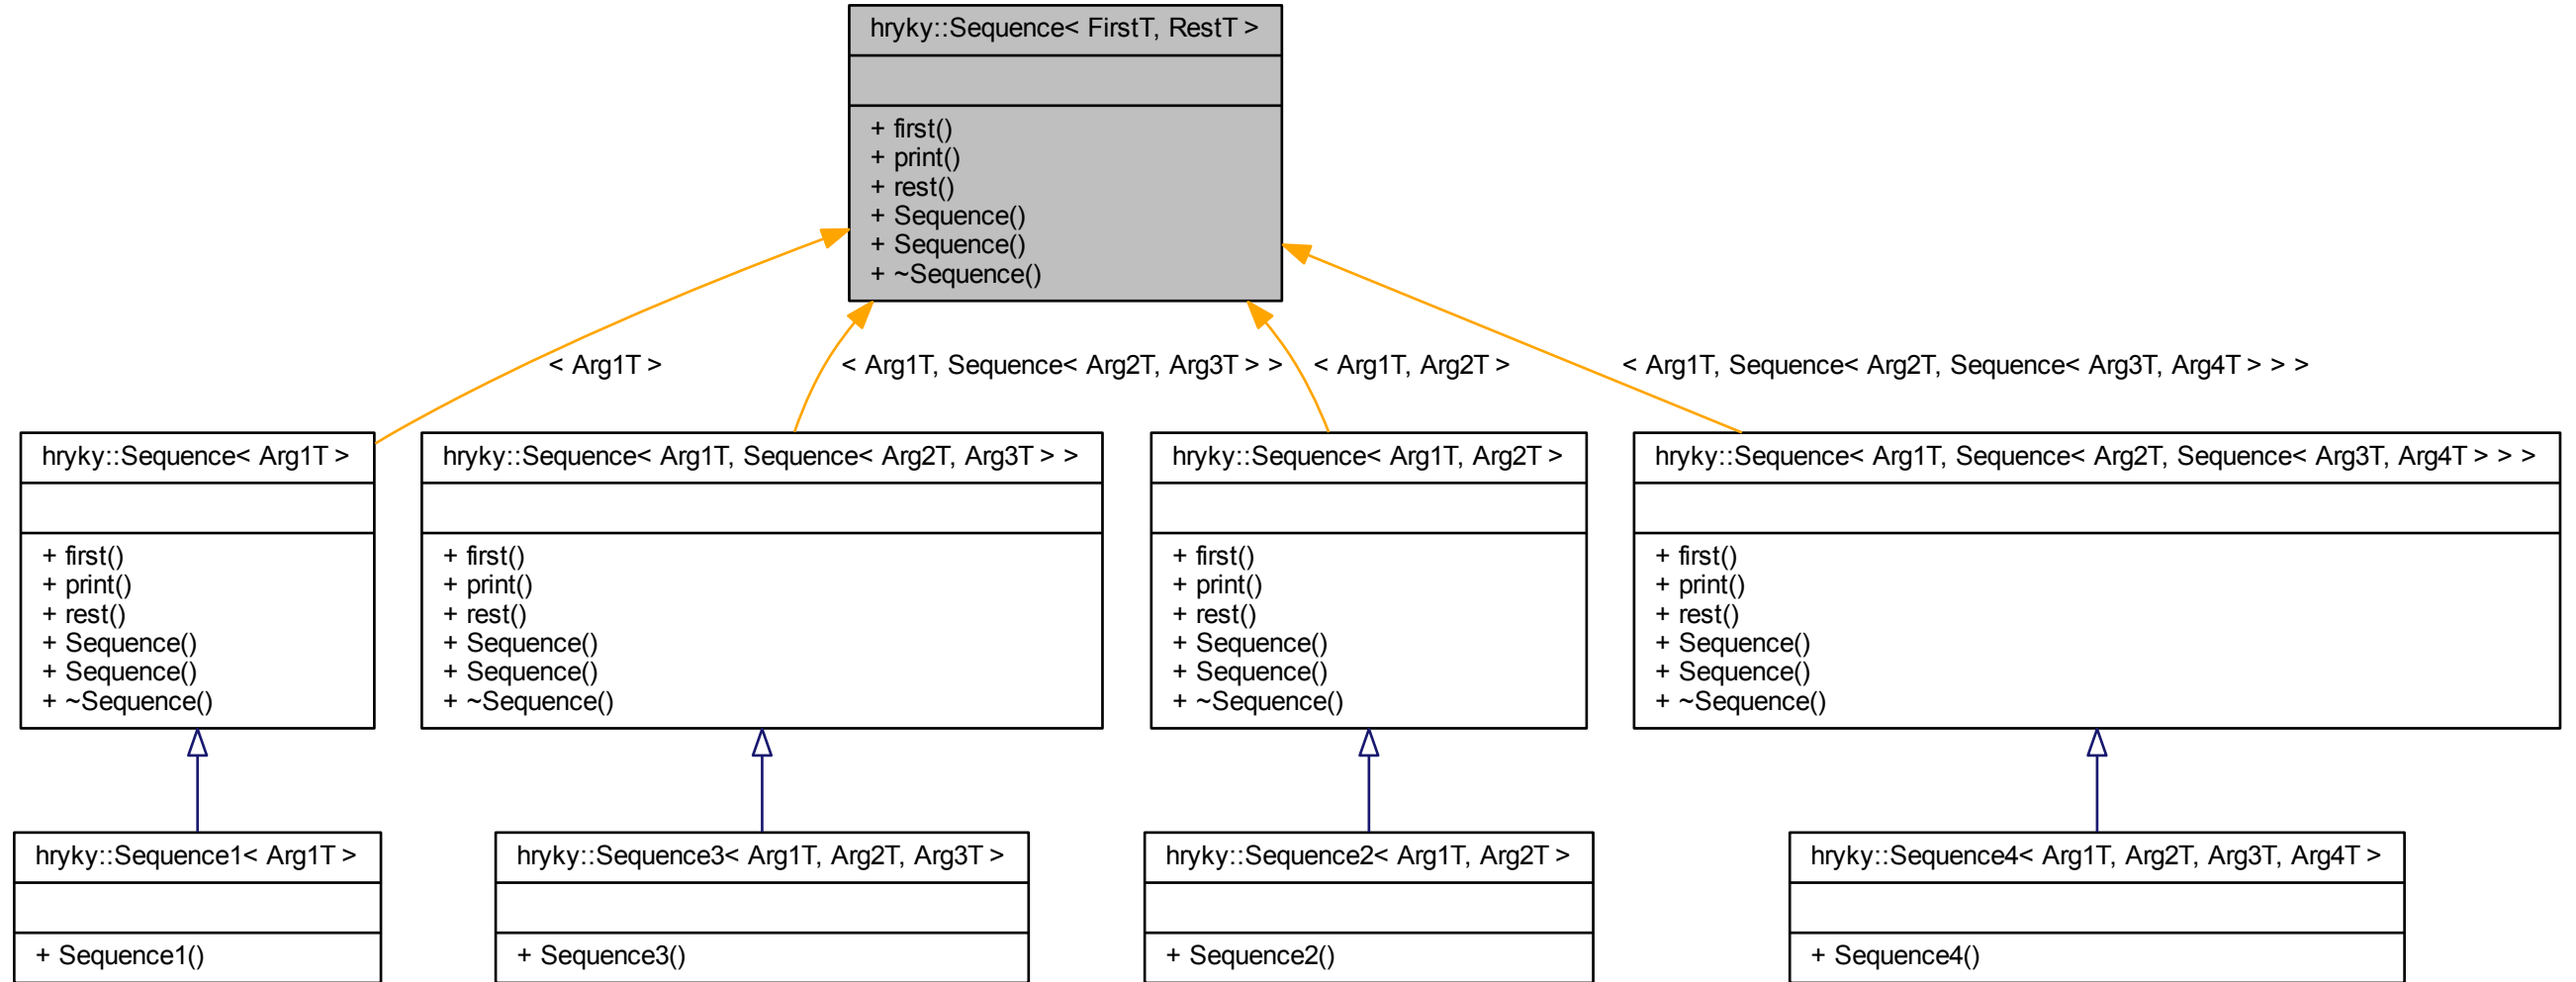 hryky::Sequence< FirstT, RestT >
+ first()
+ print()
+ rest()
+ Sequence()
+ Sequence()
+ ~Sequence()
< Arg1T >
< Arg1T, Sequence< Arg2T, Arg3T > >
< Arg1T, Arg2T >
< Arg1T, Sequence< Arg2T, Sequence< Arg3T, Arg4T > > >
hryky::Sequence< Arg1T >
+ first()
+ print()
+ rest()
+ Sequence()
+ Sequence()
+ ~Sequence()
hryky::Sequence< Arg1T, Sequence< Arg2T, Arg3T > >
+ first()
+ print()
+ rest()
+ Sequence()
+ Sequence()
+ ~Sequence()
hryky::Sequence< Arg1T, Arg2T >
+ first()
+ print()
+ rest()
+ Sequence()
+ Sequence()
+ ~Sequence()
hryky::Sequence< Arg1T, Sequence< Arg2T, Sequence< Arg3T, Arg4T > > >
+ first()
+ print()
+ rest()
+ Sequence()
+ Sequence()
+ ~Sequence()
hryky::Sequence1< Arg1T >
+ Sequence1()
hryky::Sequence3< Arg1T, Arg2T, Arg3T >
+ Sequence3()
hryky::Sequence2< Arg1T, Arg2T >
+ Sequence2()
hryky::Sequence4< Arg1T, Arg2T, Arg3T, Arg4T >
+ Sequence4()